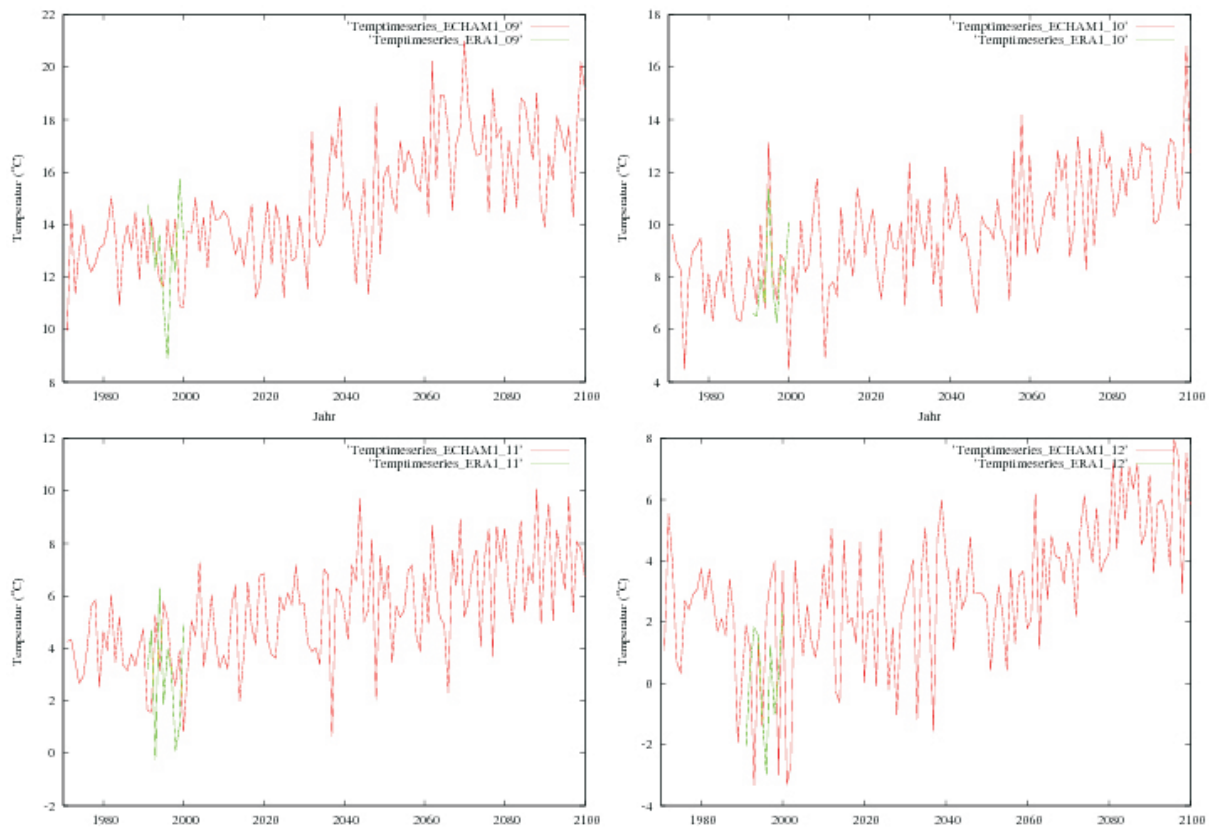 22
20
18
16
14
12
10
8
Temperatur (°C)
'Temptimeseries_ECHAM1_09'
'Temptimeseries_ERA1_09'
1980 2000 2020 2040 2060 2080 2100
Jahr
18
16
14
12
10
8
6
4
Temperatur (°C)
'Temptimeseries_ECHAM1_10'
'Temptimeseries_ERA1_10'
1980 2000 2020 2040 2060 2080 2100
Jahr
12
10
8
6
4
2
0
-2
Temperatur (°C)
'Temptimeseries_ECHAM1_11'
'Temptimeseries_ERA1_11'
1980 2000 2020 2040 2060 2080 2100
8
6
4
2
0
-2
-4
Temperatur (°C)
'Temptimeseries_ECHAM1_12'
'Temptimeseries_ERA1_12'
1980 2000 2020 2040 2060 2080 2100